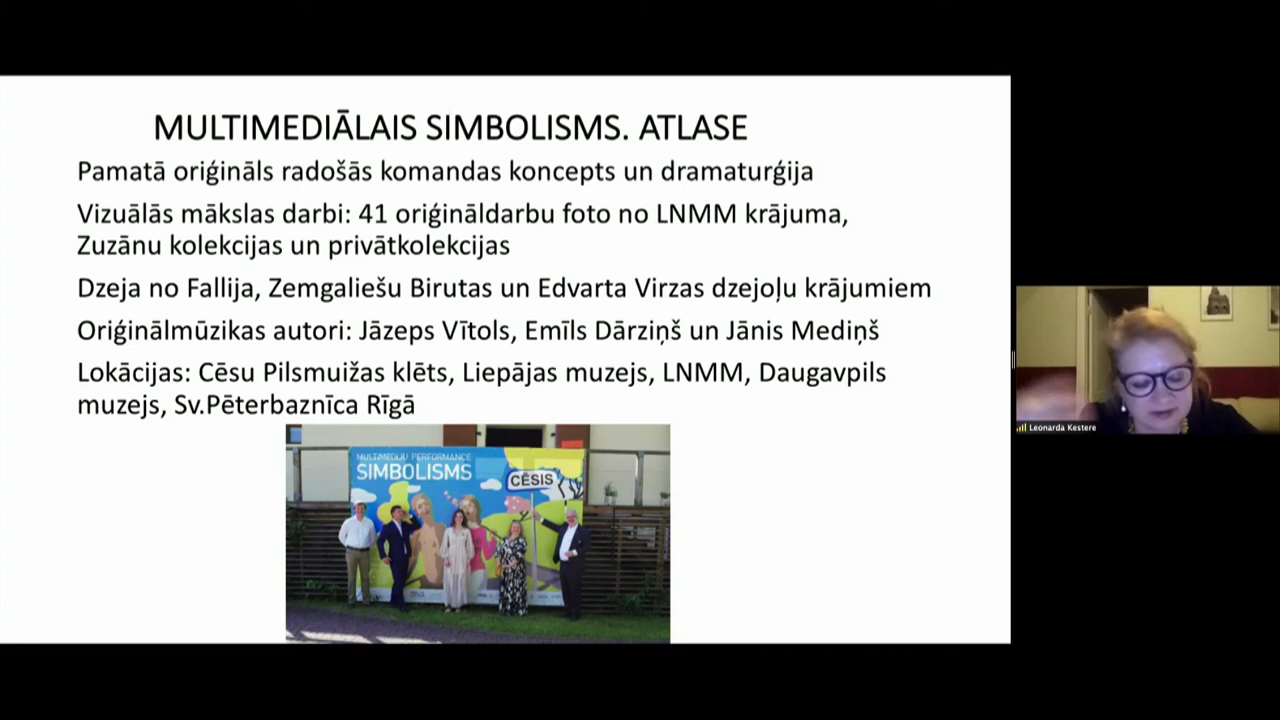 MULTIMEDIĀLAIS SIMBOLISMS. ATLASE
Pamatā oriģināls radošās komandas koncepts un dramaturģija
Vizuālās mākslas darbi: 41 oriģināldarbu foto no LNMM krājuma,
Zuzānu kolekcijas un privātkolekcijas
Dzeja no Fallija, Zemgaliešu Birutas un Edvarta Virzas dzejoļu krājumiem
Oriģinālmūzikas autori: Jāzeps Vītols, Emīls Dārziņš un Jānis Mediņš
Lokācijas: Cēsu Pilsmuižas klēts, Liepājas muzejs, LNMM, Daugavpils
muzejs, Sv.Pēterbaznīca Rīgā
MULTIMEDIJU PERFORMANCE
SIMBOLISMS
CĒSIS
Leonarda Kestere